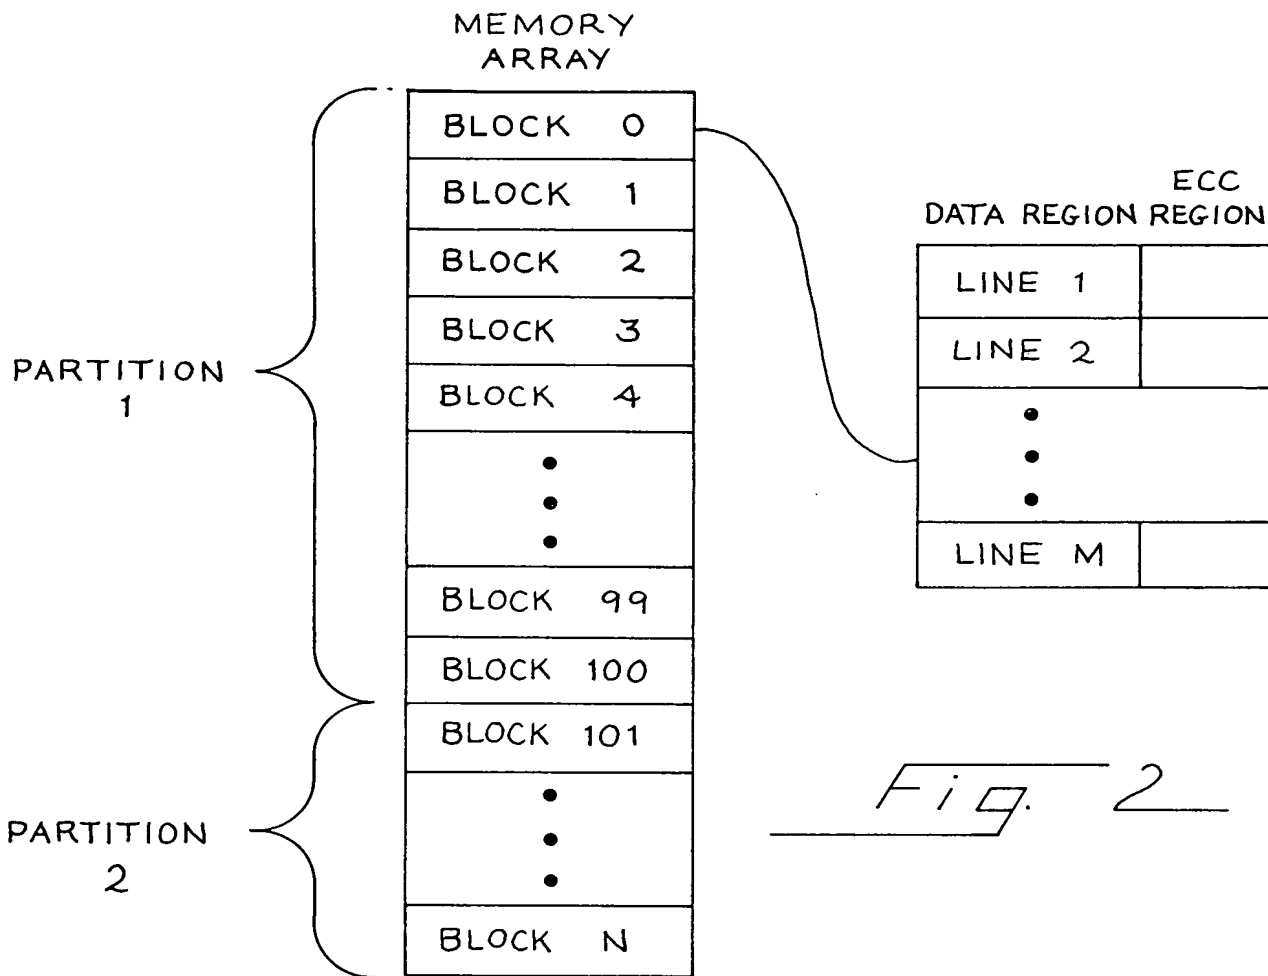 MEMORY
ARRAY
BLOCK 0
BLOCK 1
BLOCK 2
BLOCK 3
BLOCK 4
BLOCK 99
BLOCK 100
BLOCK 101
BLOCK N
PARTITION
1
PARTITION
2
ECC
DATA REGION REGION
LINE 1
LINE 2
LINE M
Fig. 2